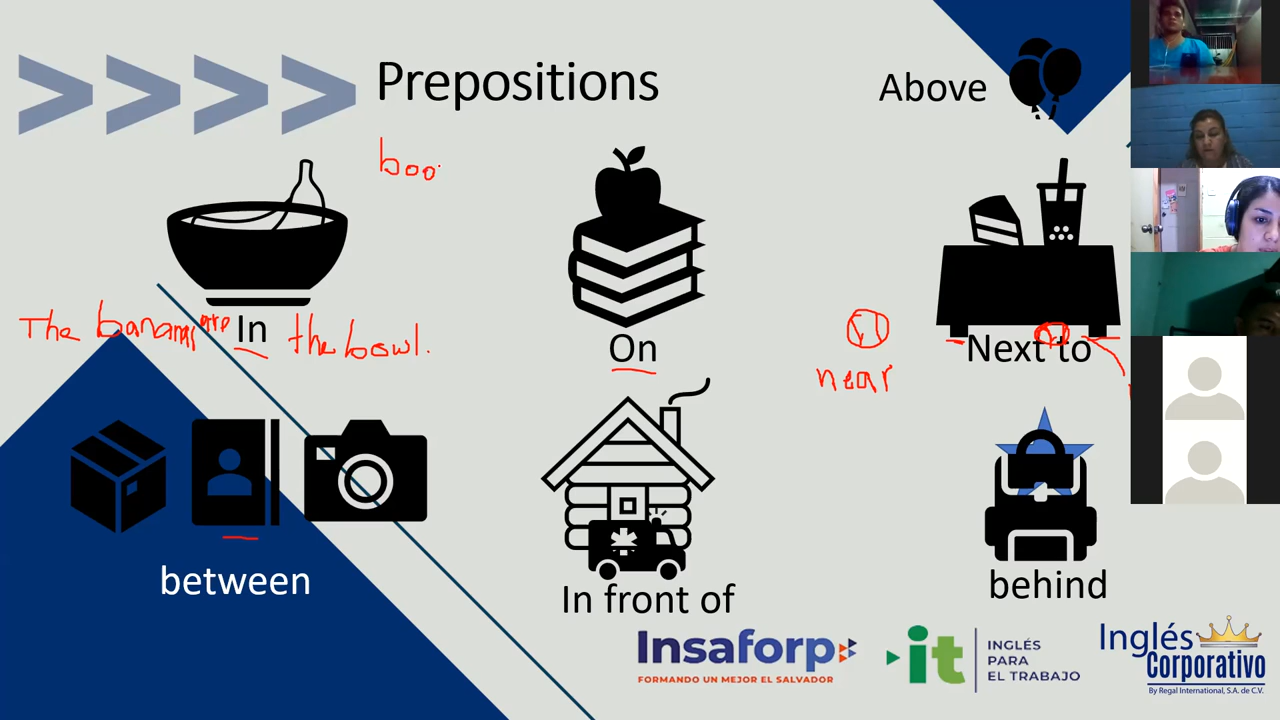 Prepositions
Above
boo
The bananas are In the bowl.
On
near
Next to
between
In front of
behind
Insaforp
FORMANDO UN MEJOR EL SALVADOR
it
INGLÉS
PARA
EL TRABAJO
Inglés
Corporativo
By Regal International, S.A. de C.V.